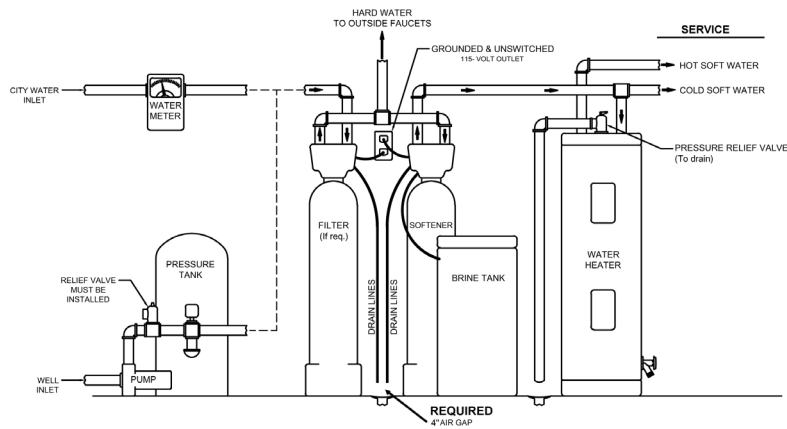 HARD WATER
TO OUTSIDE FAUCETS
SERVICE
GROUNDED & UNSWITCHED
115- VOLT OUTLET
HOT SOFT WATER
CITY WATER
INLET
COLD SOFT WATER
WATER
METER
PRESSURE RELIEF VALVE
(To drain)
FILTER
(If req.)
SOFTENER
PRESSURE
TANK
WATER
HEATER
RELIEF VALVE
MUST BE
INSTALLED
BRINE TANK
DRAIN LINES
DRAIN LINES
WELL
INLET
PUMP
REQUIRED
4" AIR GAP